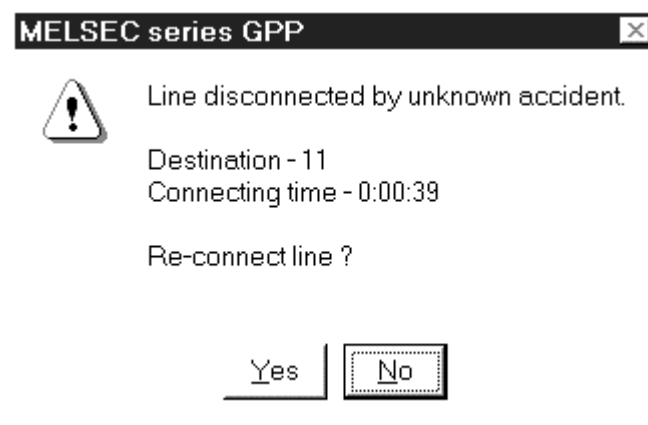 MELSEC series GPP
Line disconnected by unknown accident.
Destination - 11
Connecting time - 0:00:39
Re-connect line ?
Yes
No